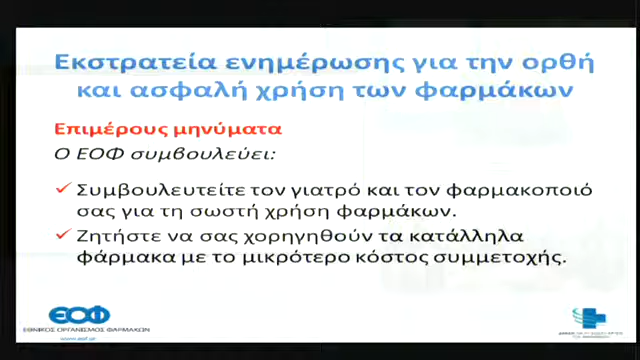 Εκστρατεία ενημέρωσης για την ορθή
και ασφαλή χρήση των φαρμάκων
Επιμέρους μηνύματα
Ο ΕΟΦ συμβουλεύει:
Συμβουλευτείτε τον γιατρό και τον φαρμακοποιό
σας για τη σωστή χρήση φαρμάκων.
Ζητήστε να σας χορηγηθούν τα κατάλληλα
φάρμακα με το μικρότερο κόστος συμμετοχής.
ΕΟΦ
ΕΘΝΙΚΟΣ ΟΡΓΑΝΙΣΜΟΣ ΦΑΡΜΑΚΩΝ
www.eof.gr